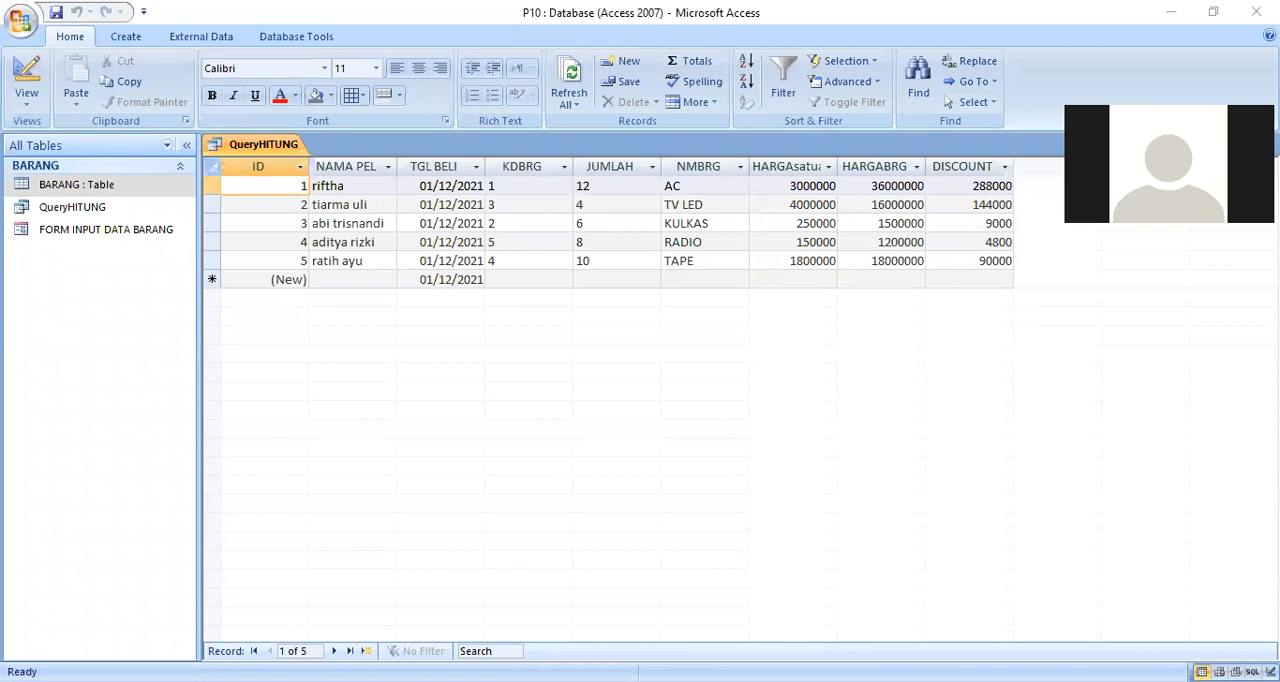 P10 : Database (Access 2007) - Microsoft Access
Home Create External Data Database Tools
View
Views
Paste
Cut
Copy
Format Painter
Clipboard
Calibri 11
B I U A
Font
Rich Text
Refresh All
New Totals
Save Spelling
Delete More
Records
Filter
Selection
Advanced
Toggle Filter
Sort & Filter
Find
Replace
Go To
Select
Find
All Tables
BARANG
BARANG : Table
QueryHITUNG
FORM INPUT DATA BARANG
QueryHITUNG
ID NAMA PEL TGL BELI KDBRG JUMLAH NMBRG HARGAsatua HARGABRG DISCOUNT
1 riftha 01/12/2021 1 12 AC 3000000 36000000 288000
2 tiarma uli 01/12/2021 3 4 TV LED 4000000 16000000 144000
3 abi trisnandi 01/12/2021 2 6 KULKAS 250000 1500000 9000
4 aditya rizki 01/12/2021 5 8 RADIO 150000 1200000 4800
5 ratih ayu 01/12/2021 4 10 TAPE 1800000 18000000 90000
(New) 01/12/2021
Record: 1 of 5 No Filter Search
Ready SQL